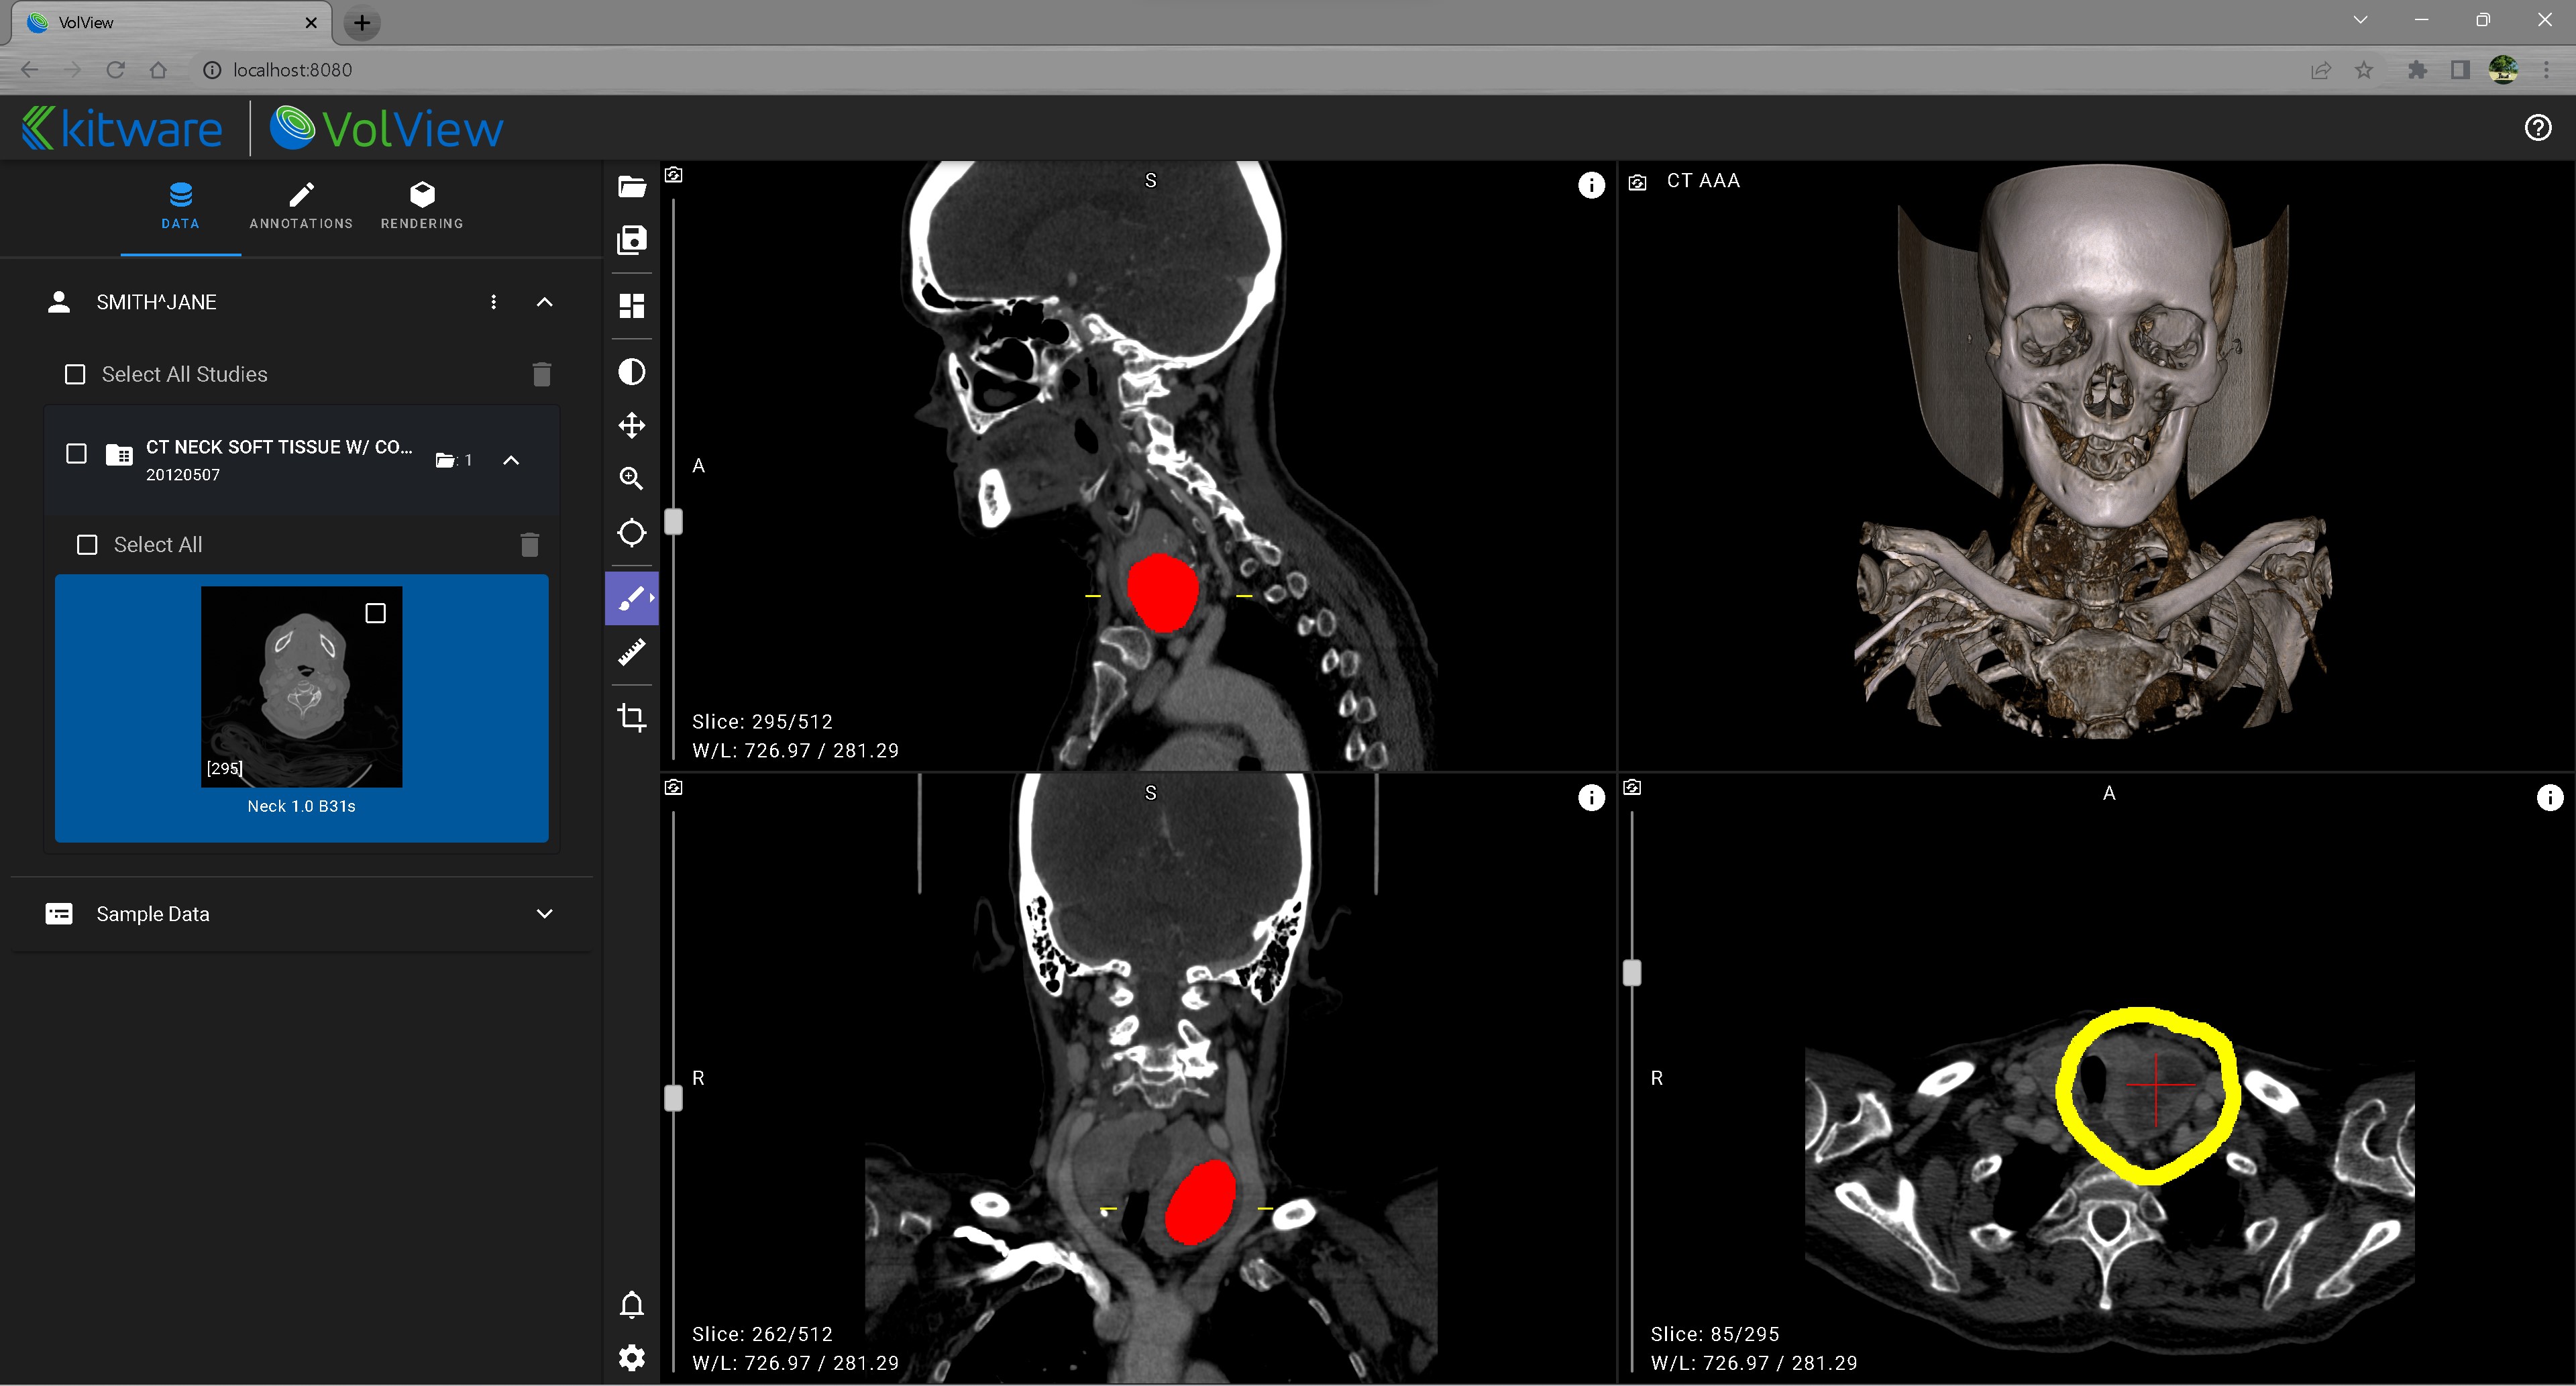 VolView
localhost:8080
kitware
VolView
DATA
ANNOTATIONS
RENDERING
SMITH^JANE
Select All Studies
CT NECK SOFT TISSUE W/ CO...
20120507
: 1
Select All
[295]
Neck 1.0 B31s
Sample Data
S
A
Slice: 295/512
W/L: 726.97 / 281.29
CT AAA
S
R
Slice: 262/512
W/L: 726.97 / 281.29
A
R
Slice: 85/295
W/L: 726.97 / 281.29